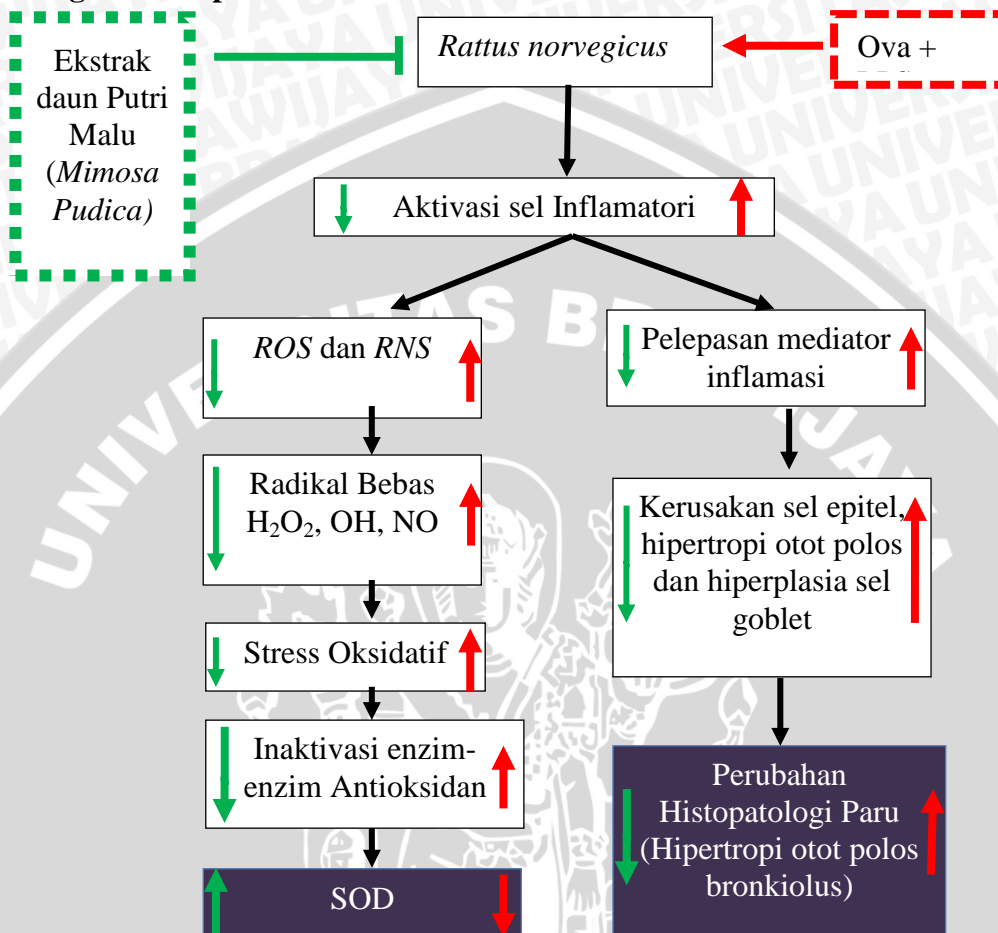 Ekstrak
daun Putri
Malu
(Mimosa
Pudica)
Rattus norvegicus
Ova +
Aktivasi sel Inflamatori
ROS dan RNS
Pelepasan mediator
inflamasi
Radikal Bebas
H₂O₂, OH, NO
Kerusakan sel epitel,
hipertropi otot polos
dan hiperplasia sel
goblet
Stress Oksidatif
Inaktivasi enzim-
enzim Antioksidan
Perubahan
Histopatologi Paru
(Hipertropi otot polos
bronkiolus)
SOD
UNIVERSITAS BRAWIJAYA